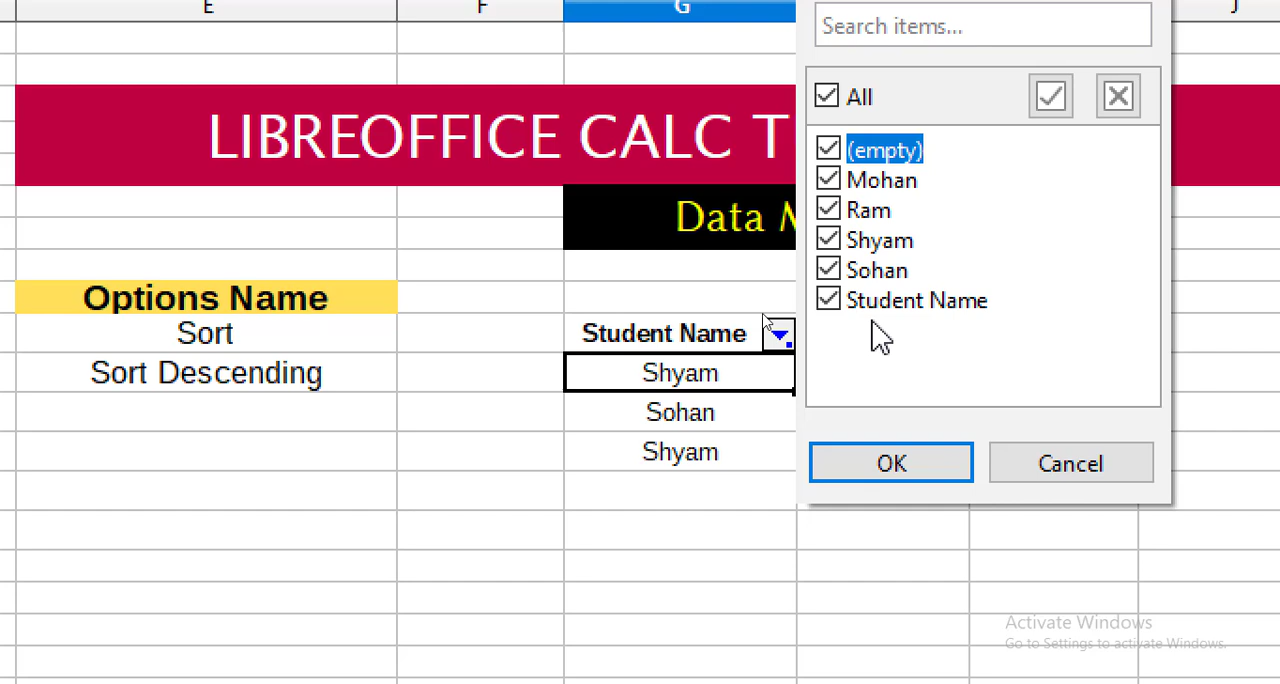 E F G J
Search items...
All
(empty)
Mohan
Ram
Shyam
Sohan
Student Name
OK Cancel
LIBREOFFICE CALC T
Data
Options Name
Sort
Sort Descending
Student Name
Shyam
Sohan
Shyam
Activate Windows
Go to Settings to activate Windows.